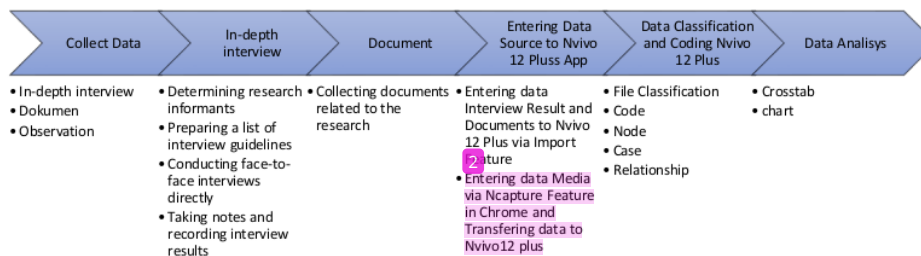 Collect Data
In-depth
interview
Document
Entering Data
Source to Nvivo
12 Pluss App
Data Classification
and Coding Nvivo
12 Plus
Data Analisys
• In-depth interview
• Dokumen
• Observation
• Determining research
informants
• Preparing a list of
interview guidelines
• Conducting face-to-
face interviews
directly
• Taking notes and
recording interview
results
• Collecting documents
related to the
research
• Entering data
Interview Result and
Documents to Nvivo
12 Plus via Import
2
• Entering data Media
via Ncapture Feature
in Chrome and
Transfering data to
Nvivo12 plus
• File Classification
• Code
• Node
• Case
• Relationship
• Crosstab
• chart